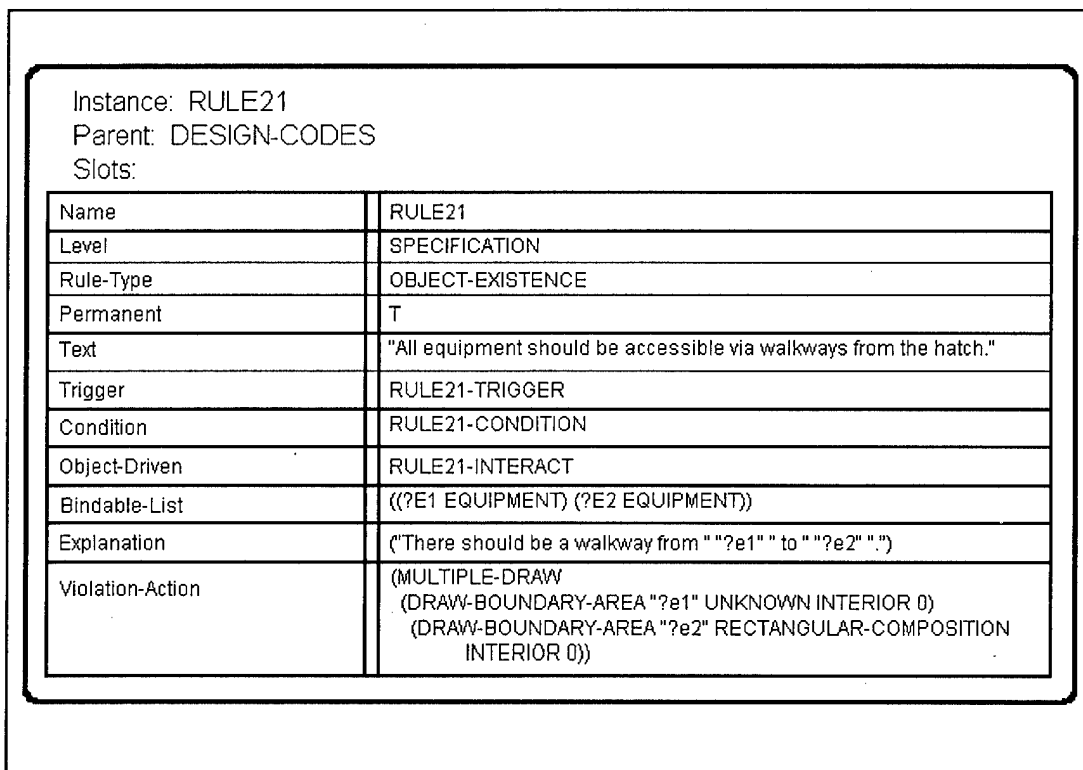 Instance: RULE21
Parent: DESIGN-CODES
Slots:
Name RULE21
Level SPECIFICATION
Rule-Type OBJECT-EXISTENCE
Permanent T
Text "All equipment should be accessible via walkways from the hatch."
Trigger RULE21-TRIGGER
Condition RULE21-CONDITION
Object-Driven RULE21-INTERACT
Bindable-List ((?E1 EQUIPMENT) (?E2 EQUIPMENT))
Explanation ("There should be a walkway from " "?e1" " to " "?e2" ".")
Violation-Action (MULTIPLE-DRAW
(DRAW-BOUNDARY-AREA "?e1" UNKNOWN INTERIOR 0)
(DRAW-BOUNDARY-AREA "?e2" RECTANGULAR-COMPOSITION
INTERIOR 0))